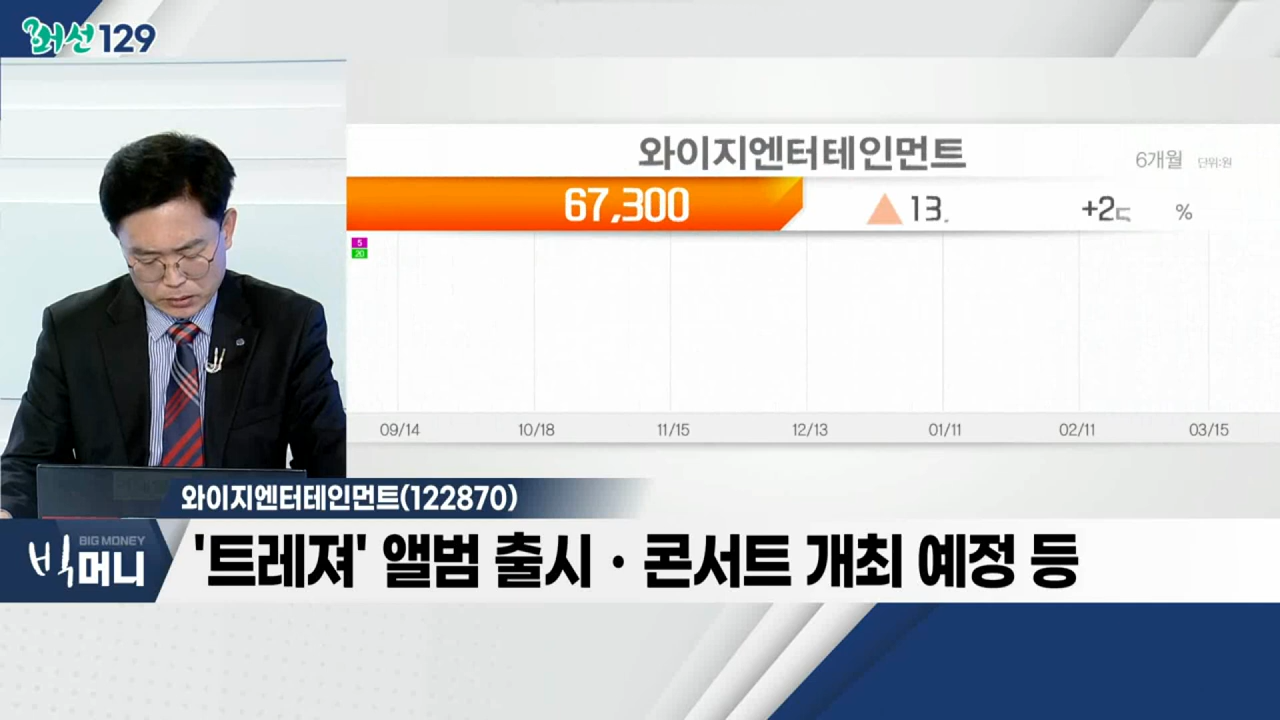 머선129
와이지엔터테인먼트
6개월 단위:원
67,300
▲ 13. +2 %
5
20
09/14 10/18 11/15 12/13 01/11 02/11 03/15
와이지엔터테인먼트(122870)
BIG MONEY
빅머니
'트레져' 앨범 출시·콘서트 개최 예정 등